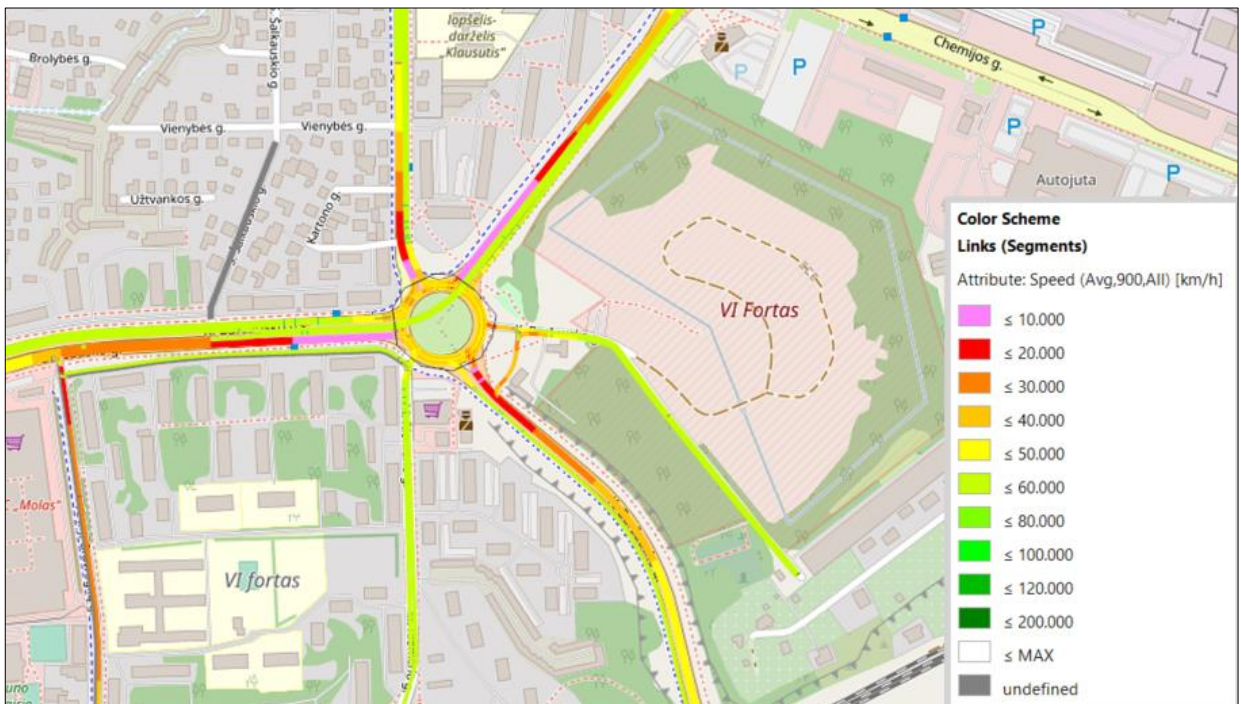 Brolybės g.
Šalkauskio g.
lopšelis-
darželis
„Klausutis“
Chemijos g.
P
P
P
P
P
Vienybės g.
Vienybės g.
Užtvankos g.
Kartono g.
Autojuta
VI Fortas
„Molas“
VI fortas
Color Scheme
Links (Segments)
Attribute: Speed (Avg,900,All) [km/h]
≤ 10.000
≤ 20.000
≤ 30.000
≤ 40.000
≤ 50.000
≤ 60.000
≤ 80.000
≤ 100.000
≤ 120.000
≤ 200.000
≤ MAX
undefined